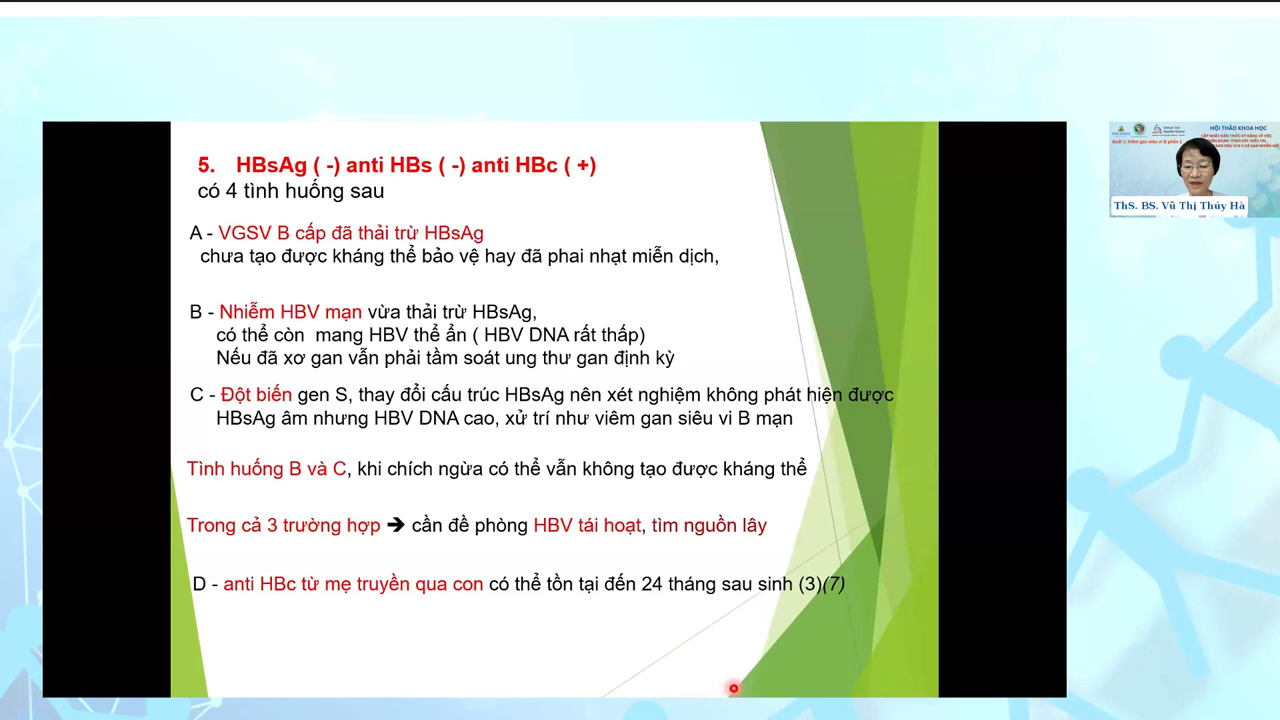 5. HBsAg ( -) anti HBs ( -) anti HBc ( +)
có 4 tình huống sau
A - VGSV B cấp đã thải trừ HBsAg
chưa tạo được kháng thể bảo vệ hay đã phai nhạt miễn dịch,
B - Nhiễm HBV mạn vừa thải trừ HBsAg,
có thể còn mang HBV thể ẩn ( HBV DNA rất thấp)
Nếu đã xơ gan vẫn phải tầm soát ung thư gan định kỳ
C - Đột biến gen S, thay đổi cấu trúc HBsAg nên xét nghiệm không phát hiện được
HBsAg âm nhưng HBV DNA cao, xử trí như viêm gan siêu vi B mạn
Tình huống B và C, khi chích ngừa có thể vẫn không tạo được kháng thể
Trong cả 3 trường hợp ➔ cần đề phòng HBV tái hoạt, tìm nguồn lây
D - anti HBc từ mẹ truyền qua con có thể tồn tại đến 24 tháng sau sinh (3)(7)
HỘI THẢO KHOA HỌC
ThS. BS. Vũ Thị Thúy Hà